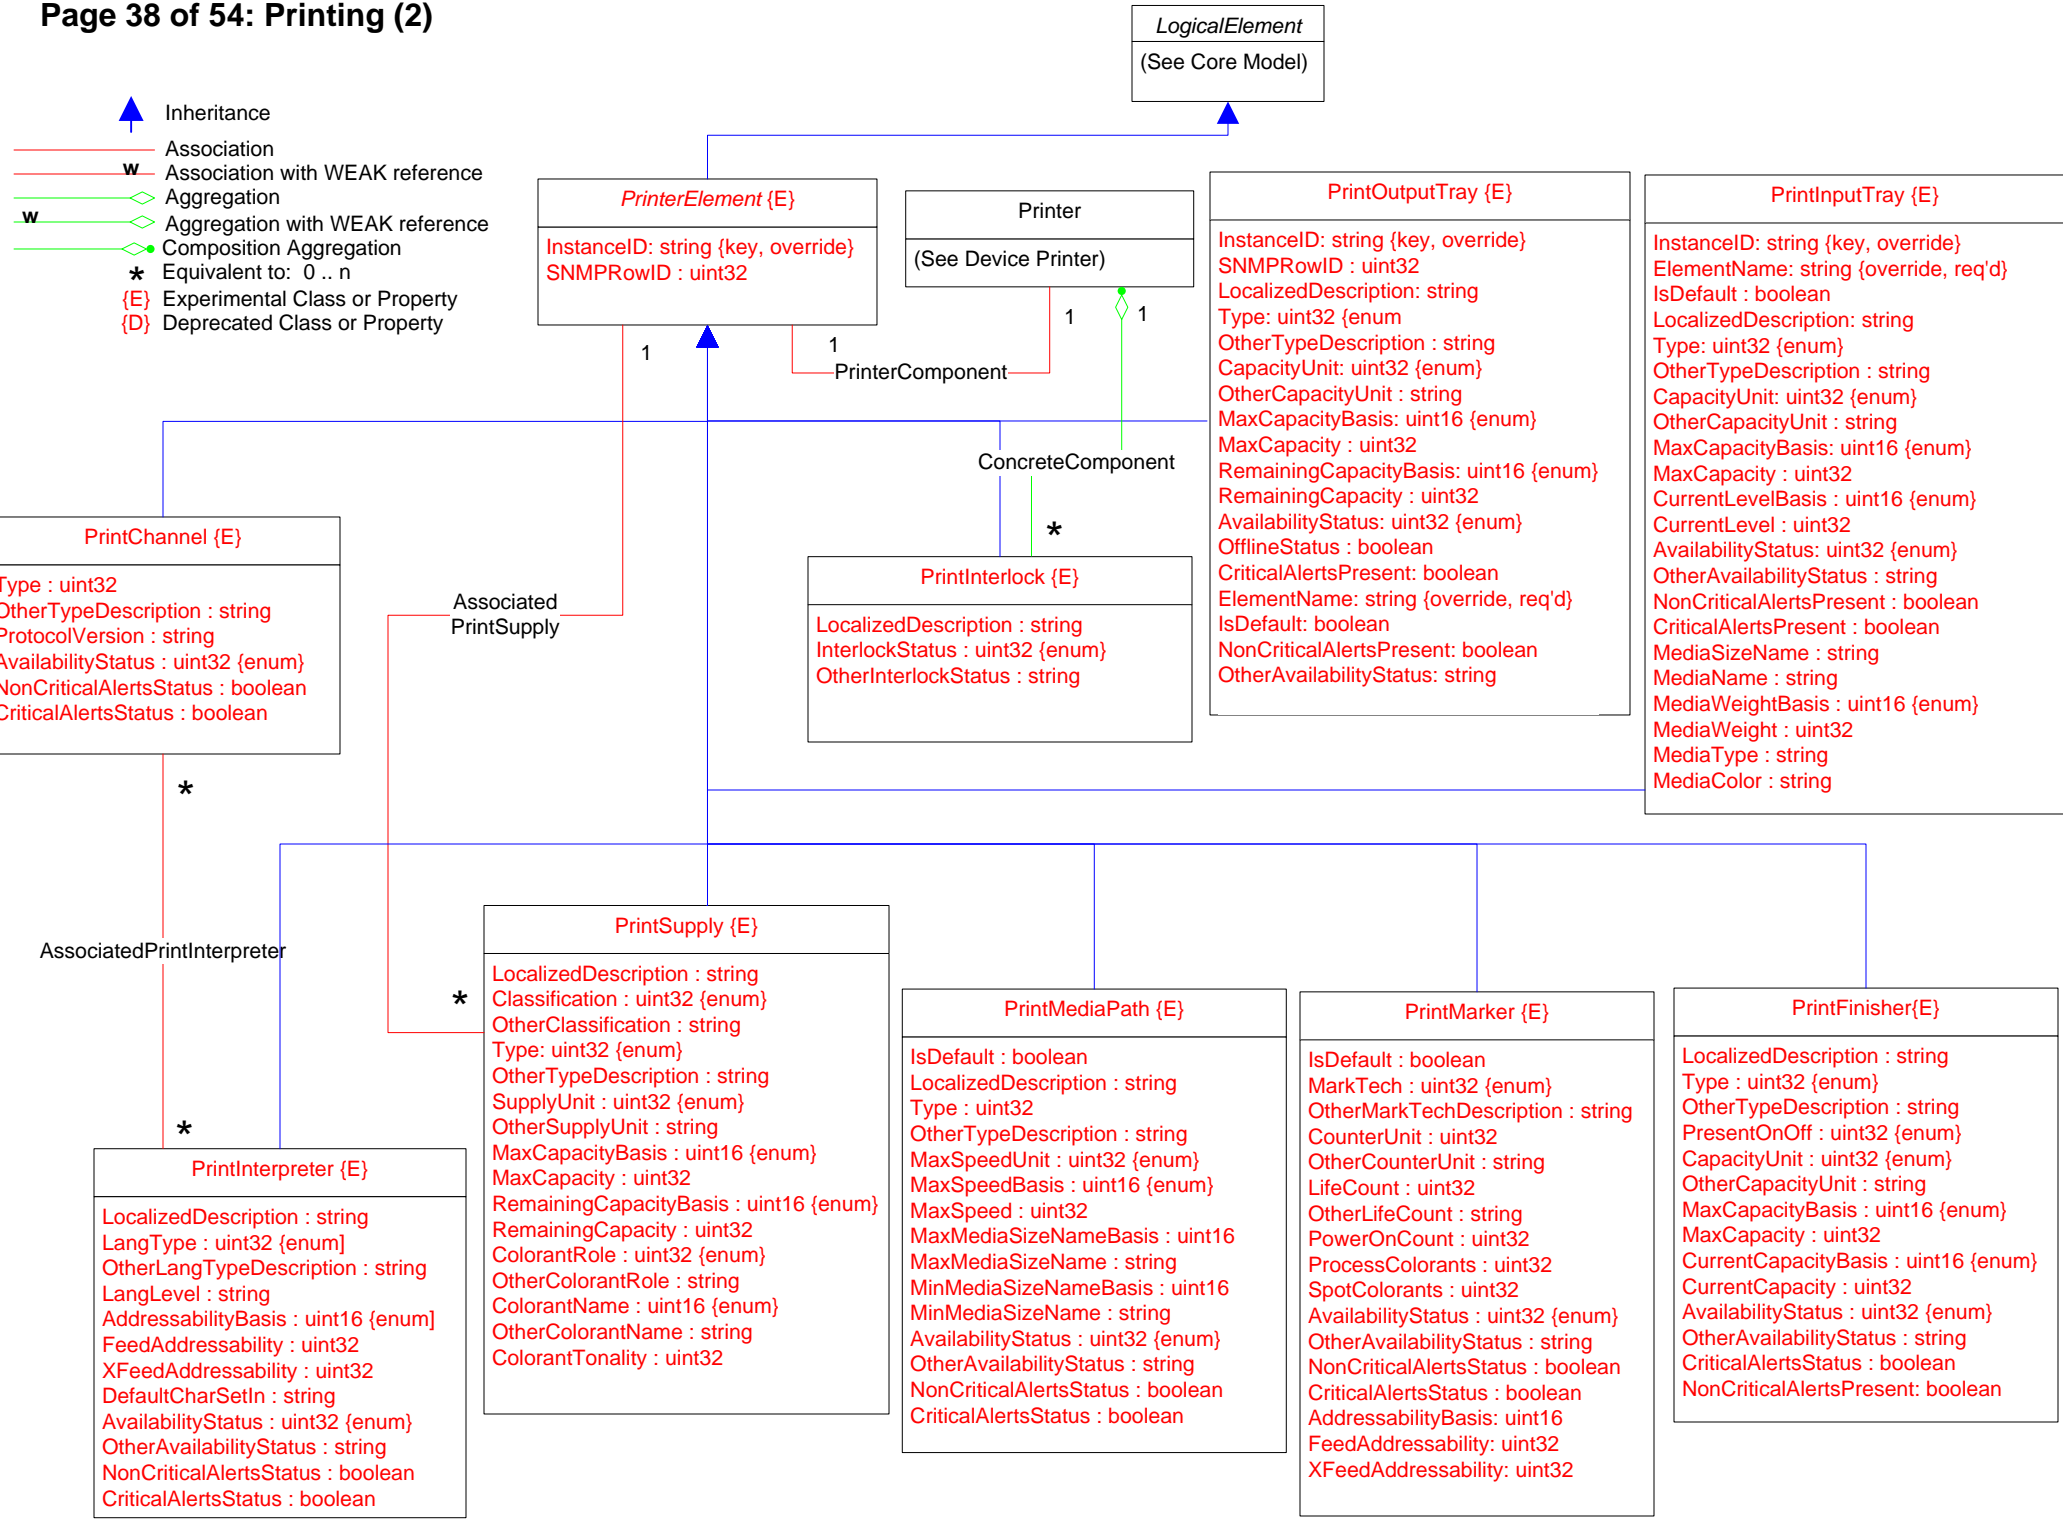 Page 38 of 54: Printing (2)
Inheritance
Association
w Association with WEAK reference
Aggregation
w Aggregation with WEAK reference
Composition Aggregation
* Equivalent to: 0 .. n
{E} Experimental Class or Property
{D} Deprecated Class or Property
LogicalElement
(See Core Model)
PrinterElement {E}
InstanceID: string {key, override}
SNMPRowID : uint32
Printer
(See Device Printer)
1
1
1
1
PrinterComponent
ConcreteComponent
*
PrintOutputTray {E}
InstanceID: string {key, override}
SNMPRowID : uint32
LocalizedDescription: string
Type: uint32 {enum
OtherTypeDescription : string
CapacityUnit: uint32 {enum}
OtherCapacityUnit : string
MaxCapacityBasis: uint16 {enum}
MaxCapacity : uint32
RemainingCapacityBasis: uint16 {enum}
RemainingCapacity : uint32
AvailabilityStatus: uint32 {enum}
OfflineStatus : boolean
CriticalAlertsPresent: boolean
ElementName: string {override, req'd}
IsDefault: boolean
NonCriticalAlertsPresent: boolean
OtherAvailabilityStatus: string
PrintInputTray {E}
InstanceID: string {key, override}
ElementName: string {override, req'd}
IsDefault : boolean
LocalizedDescription: string
Type: uint32 {enum}
OtherTypeDescription : string
CapacityUnit: uint32 {enum}
OtherCapacityUnit : string
MaxCapacityBasis: uint16 {enum}
MaxCapacity : uint32
CurrentLevelBasis : uint16 {enum}
CurrentLevel : uint32
AvailabilityStatus: uint32 {enum}
OtherAvailabilityStatus : string
NonCriticalAlertsPresent : boolean
CriticalAlertsPresent : boolean
MediaSizeName : string
MediaName : string
MediaWeightBasis : uint16 {enum}
MediaWeight : uint32
MediaType : string
MediaColor : string
PrintChannel {E}
Type : uint32
OtherTypeDescription : string
ProtocolVersion : string
AvailabilityStatus : uint32 {enum}
NonCriticalAlertsStatus : boolean
CriticalAlertsStatus : boolean
*
AssociatedPrintInterpreter
*
Associated
PrintSupply
*
PrintInterlock {E}
LocalizedDescription : string
InterlockStatus : uint32 {enum}
OtherInterlockStatus : string
PrintInterpreter {E}
LocalizedDescription : string
LangType : uint32 {enum]
OtherLangTypeDescription : string
LangLevel : string
AddressabilityBasis : uint16 {enum]
FeedAddressability : uint32
XFeedAddressability : uint32
DefaultCharSetIn : string
AvailabilityStatus : uint32 {enum}
OtherAvailabilityStatus : string
NonCriticalAlertsStatus : boolean
CriticalAlertsStatus : boolean
PrintSupply {E}
LocalizedDescription : string
Classification : uint32 {enum}
OtherClassification : string
Type: uint32 {enum}
OtherTypeDescription : string
SupplyUnit : uint32 {enum}
OtherSupplyUnit : string
MaxCapacityBasis : uint16 {enum}
MaxCapacity : uint32
RemainingCapacityBasis : uint16 {enum}
RemainingCapacity : uint32
ColorantRole : uint32 {enum}
OtherColorantRole : string
ColorantName : uint16 {enum}
OtherColorantName : string
ColorantTonality : uint32
PrintMediaPath {E}
IsDefault : boolean
LocalizedDescription : string
Type : uint32
OtherTypeDescription : string
MaxSpeedUnit : uint32 {enum}
MaxSpeedBasis : uint16 {enum}
MaxSpeed : uint32
MaxMediaSizeNameBasis : uint16
MaxMediaSizeName : string
MinMediaSizeNameBasis : uint16
MinMediaSizeName : string
AvailabilityStatus : uint32 {enum}
OtherAvailabilityStatus : string
NonCriticalAlertsStatus : boolean
CriticalAlertsStatus : boolean
PrintMarker {E}
IsDefault : boolean
MarkTech : uint32 {enum}
OtherMarkTechDescription : string
CounterUnit : uint32
OtherCounterUnit : string
LifeCount : uint32
OtherLifeCount : string
PowerOnCount : uint32
ProcessColorants : uint32
SpotColorants : uint32
AvailabilityStatus : uint32 {enum}
OtherAvailabilityStatus : string
NonCriticalAlertsStatus : boolean
CriticalAlertsStatus : boolean
AddressabilityBasis: uint16
FeedAddressability: uint32
XFeedAddressability: uint32
PrintFinisher{E}
LocalizedDescription : string
Type : uint32 {enum}
OtherTypeDescription : string
PresentOnOff : uint32 {enum}
CapacityUnit : uint32 {enum}
OtherCapacityUnit : string
MaxCapacityBasis : uint16 {enum}
MaxCapacity : uint32
CurrentCapacityBasis : uint16 {enum}
CurrentCapacity : uint32
AvailabilityStatus : uint32 {enum}
OtherAvailabilityStatus : string
CriticalAlertsStatus : boolean
NonCriticalAlertsPresent: boolean